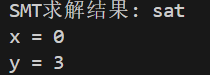 SMT求解结果: sat
x = 0
y = 3